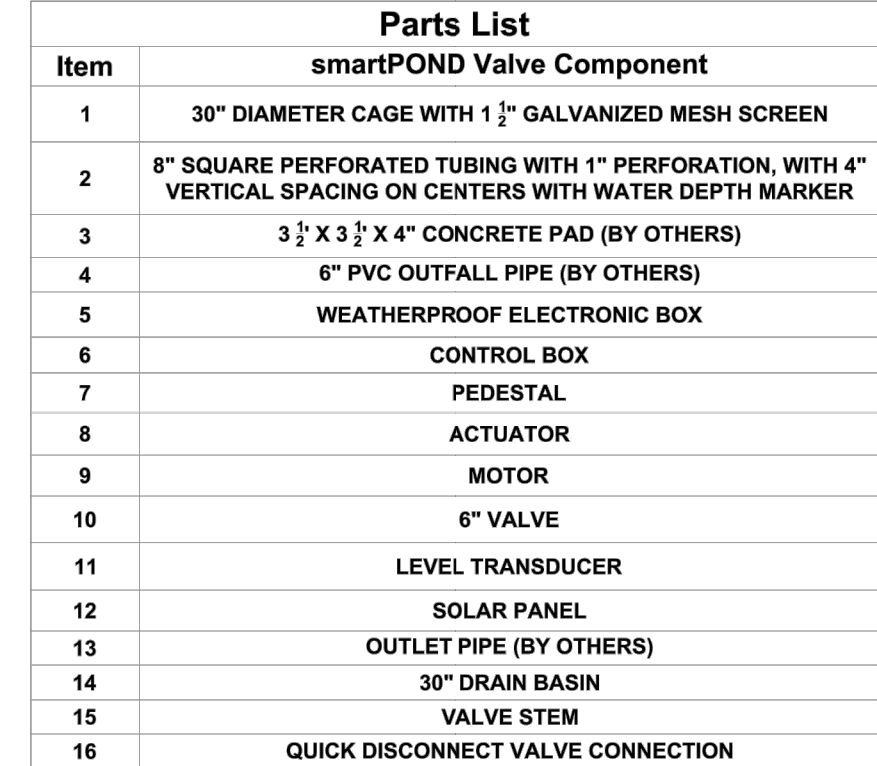 Parts List
Item smartPOND Valve Component
1 30" DIAMETER CAGE WITH 1 1/2" GALVANIZED MESH SCREEN
2 8" SQUARE PERFORATED TUBING WITH 1" PERFORATION, WITH 4"
VERTICAL SPACING ON CENTERS WITH WATER DEPTH MARKER
3 3 1/2' X 3 1/2' X 4" CONCRETE PAD (BY OTHERS)
4 6" PVC OUTFALL PIPE (BY OTHERS)
5 WEATHERPROOF ELECTRONIC BOX
6 CONTROL BOX
7 PEDESTAL
8 ACTUATOR
9 MOTOR
10 6" VALVE
11 LEVEL TRANSDUCER
12 SOLAR PANEL
13 OUTLET PIPE (BY OTHERS)
14 30" DRAIN BASIN
15 VALVE STEM
16 QUICK DISCONNECT VALVE CONNECTION